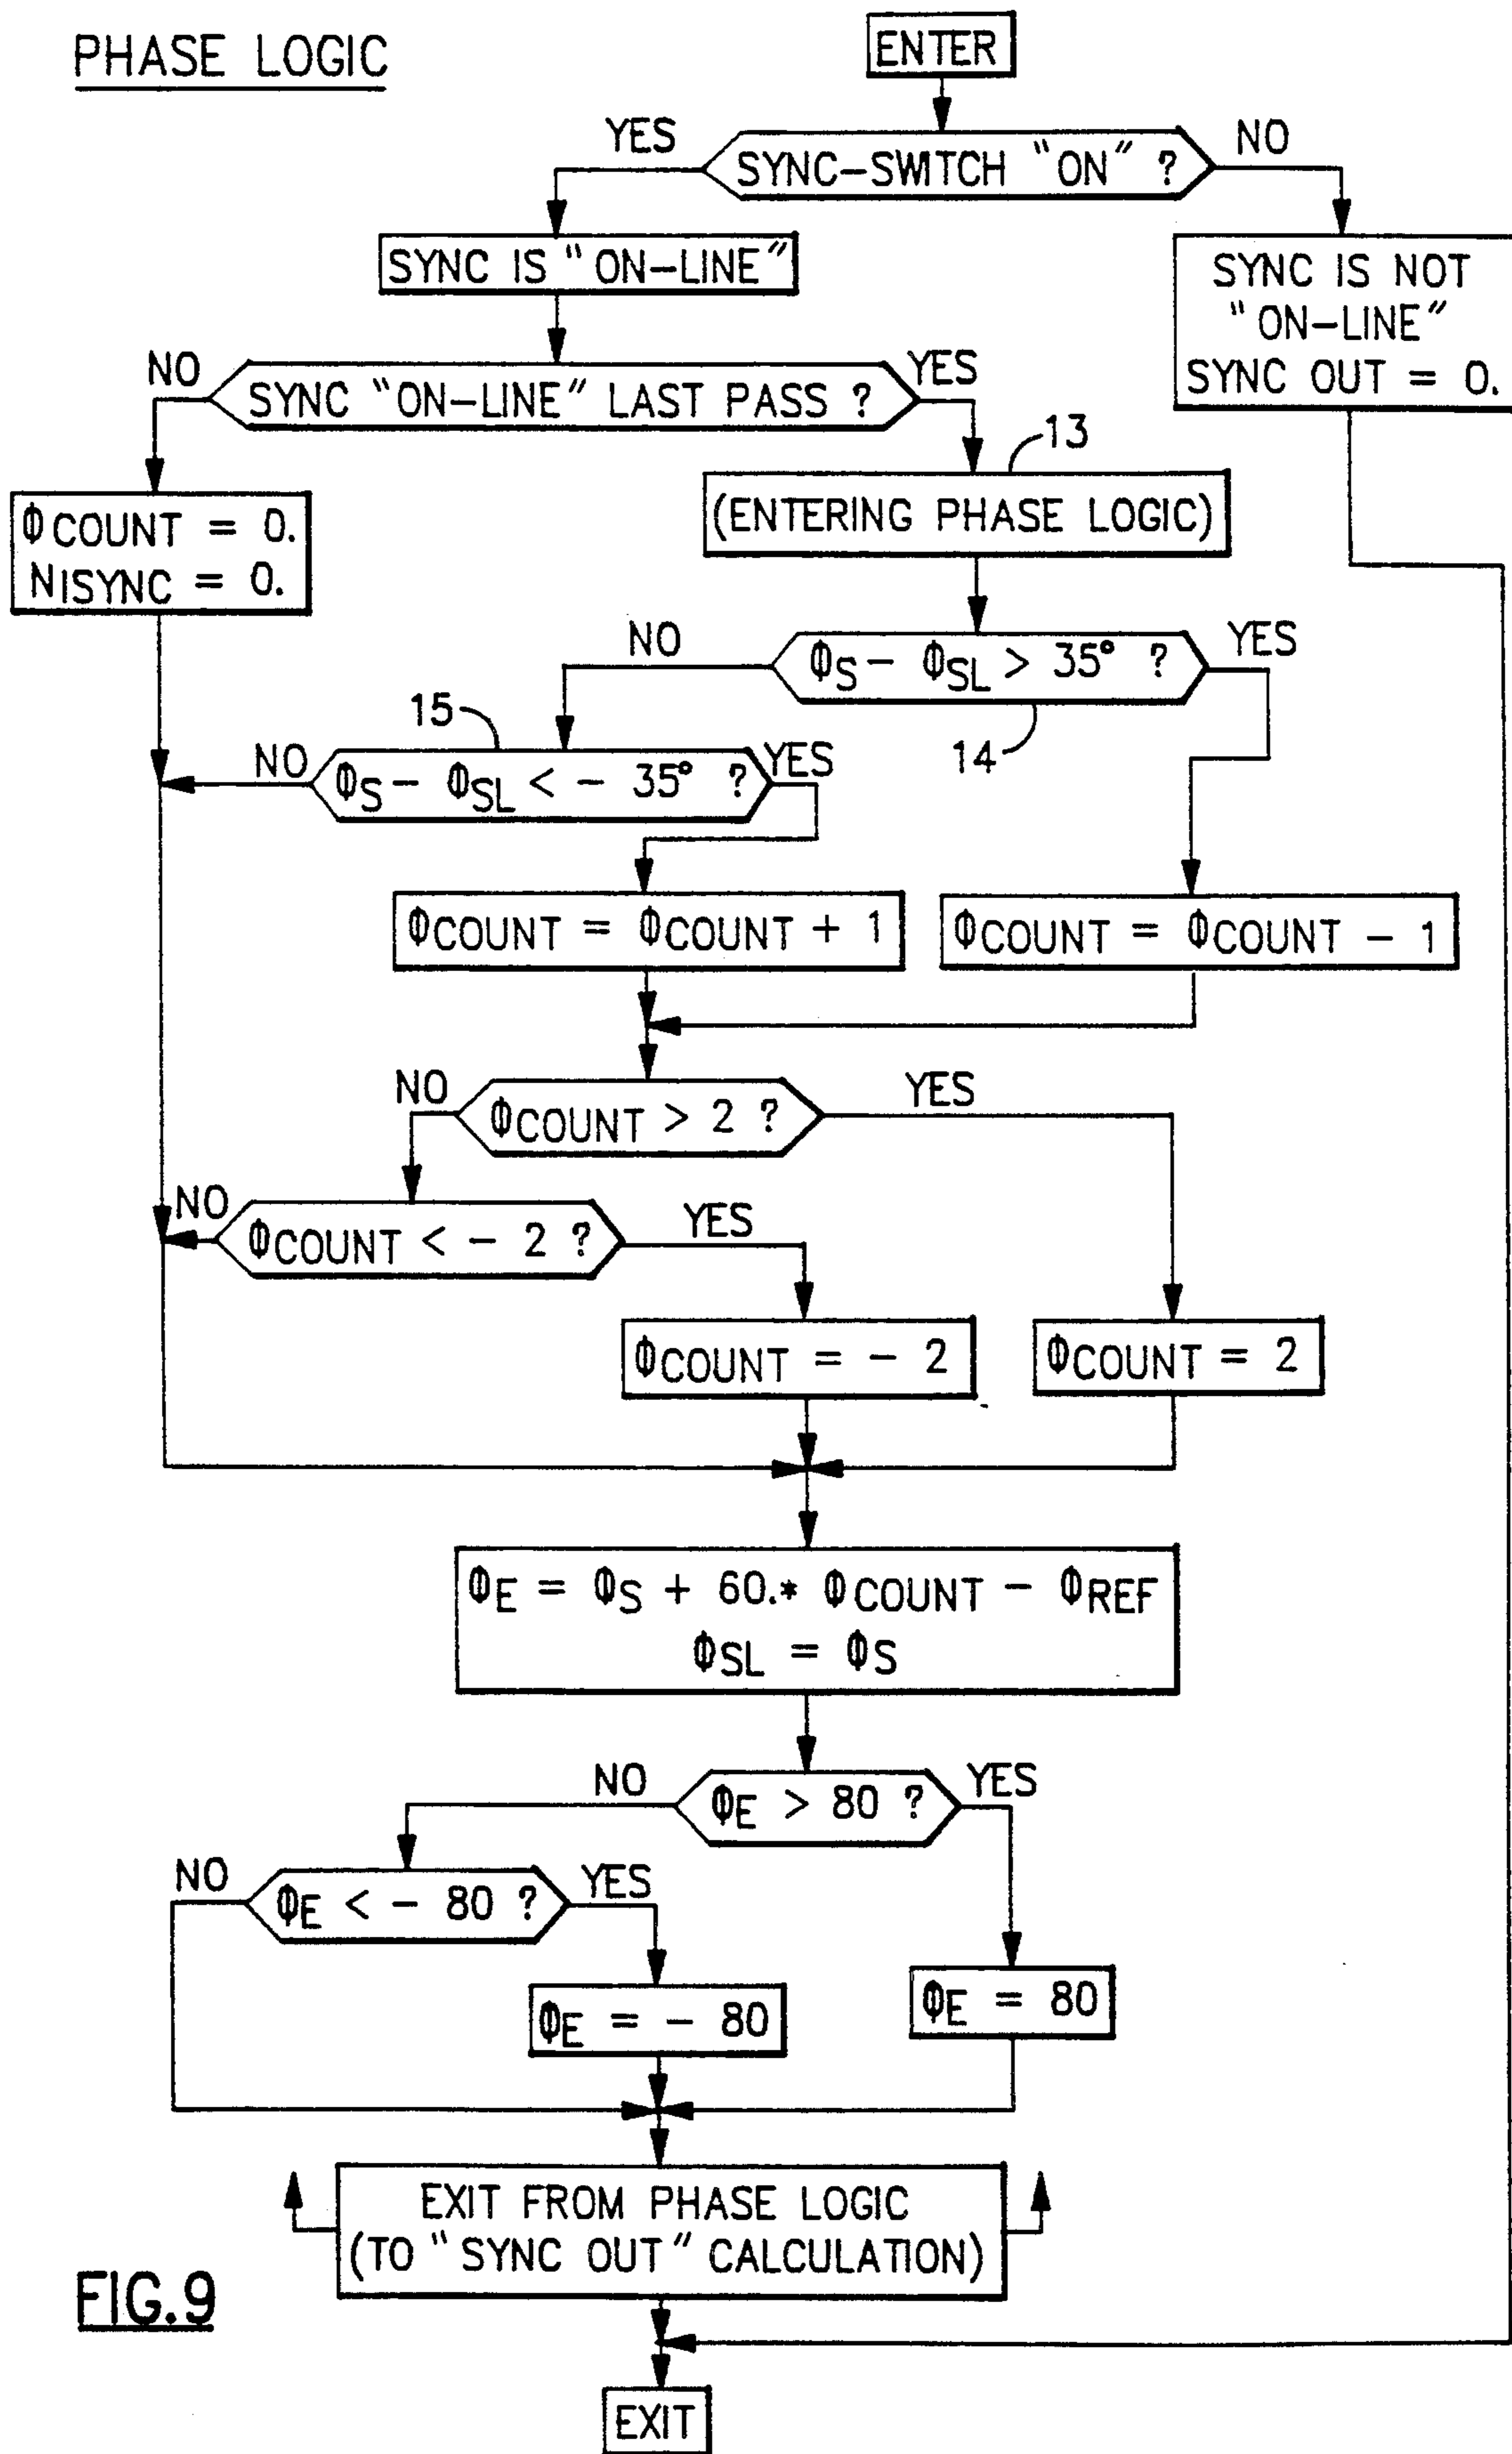 PHASE LOGIC
ENTER
YES
SYNC-SWITCH "ON" ?
NO
SYNC IS "ON-LINE"
SYNC IS NOT
"ON-LINE"
SYNC OUT = 0.
NO
SYNC "ON-LINE" LAST PASS ?
YES
13
ΦCOUNT = 0.
NISYNC = 0.
(ENTERING PHASE LOGIC)
NO
ΦS - ΦSL > 35° ?
YES
14
15
NO
ΦS - ΦSL < - 35° ?
YES
ΦCOUNT = ΦCOUNT + 1
ΦCOUNT = ΦCOUNT - 1
NO
ΦCOUNT > 2 ?
YES
NO
ΦCOUNT < - 2 ?
YES
ΦCOUNT = - 2
ΦCOUNT = 2
ΦE = ΦS + 60.* ΦCOUNT - ΦREF
ΦSL = ΦS
NO
ΦE > 80 ?
YES
NO
ΦE < - 80 ?
YES
ΦE = - 80
ΦE = 80
EXIT FROM PHASE LOGIC
(TO "SYNC OUT" CALCULATION)
FIG.9
EXIT